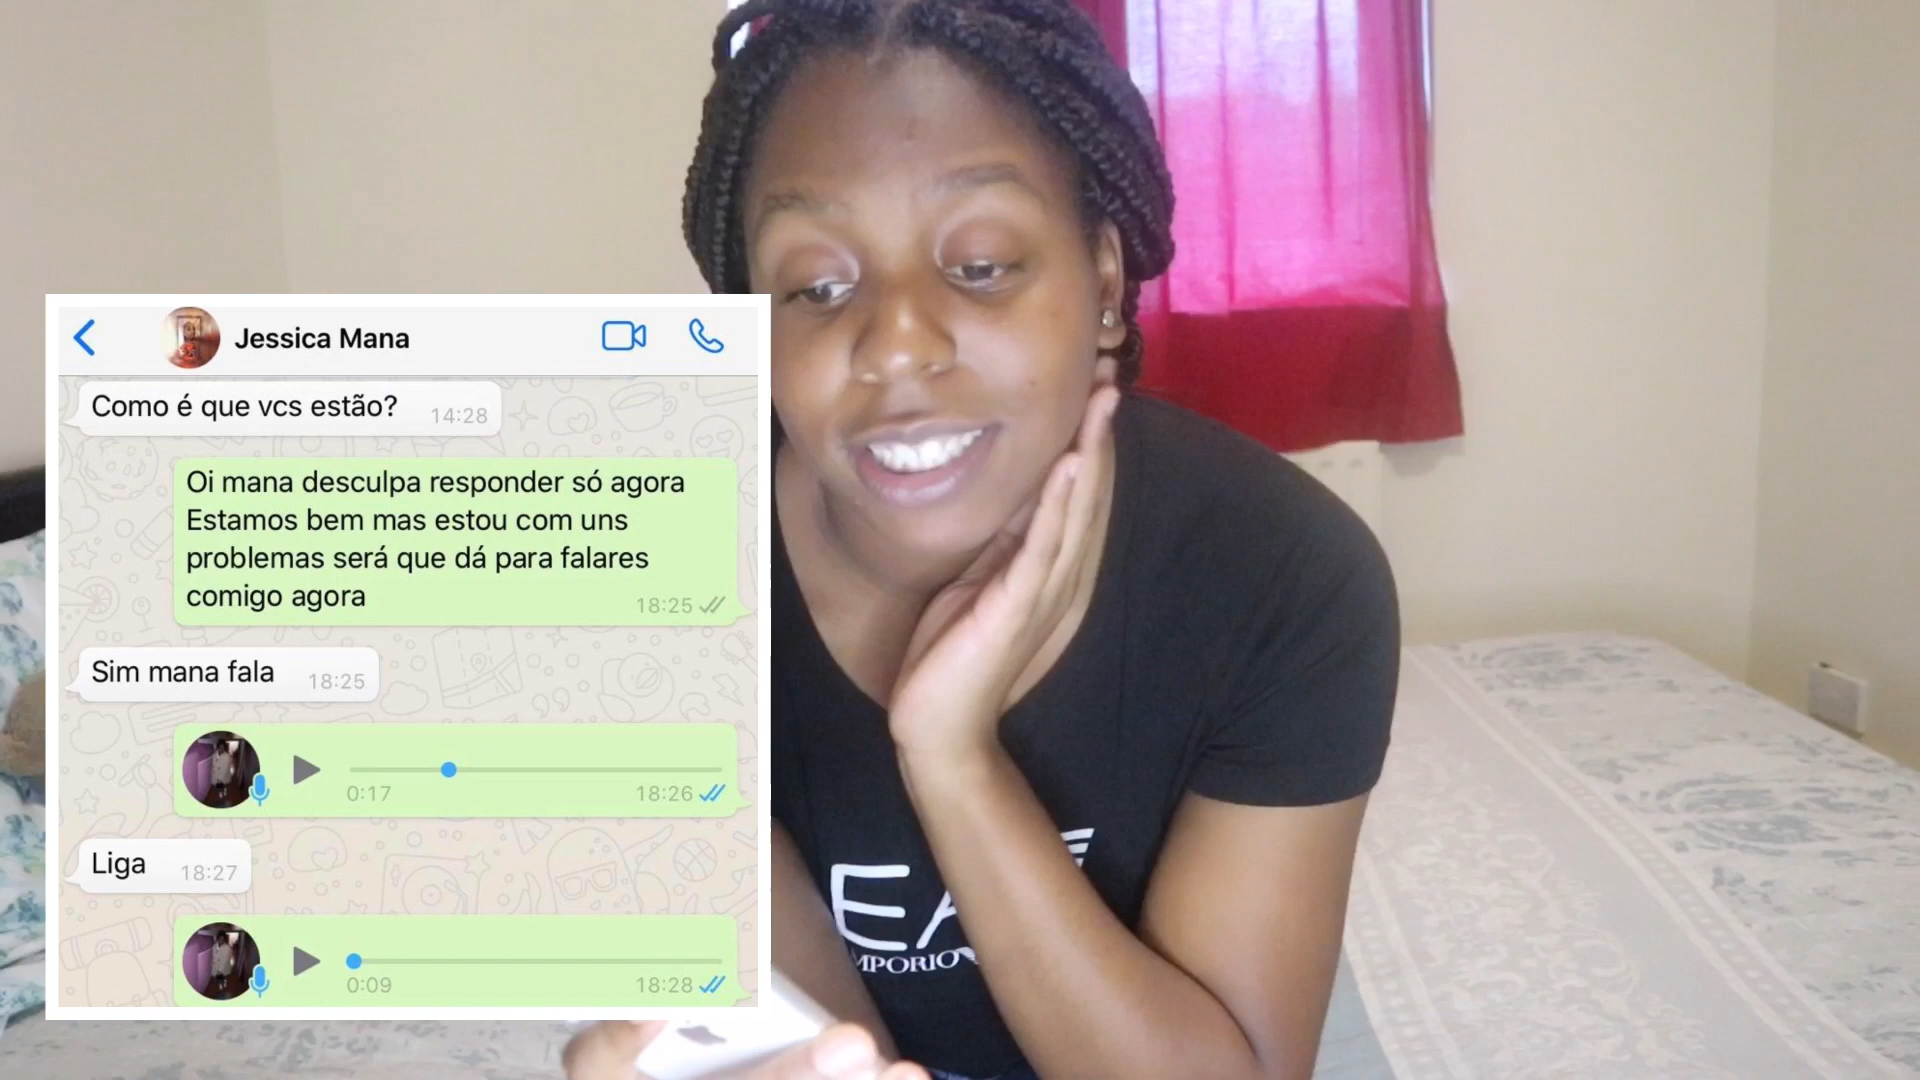 Jessica Mana
Como é que vcs estão? 14:28
Oi mana desculpa responder só agora
Estamos bem mas estou com uns
problemas será que dá para falares
comigo agora 18:25
Sim mana fala 18:25
0:17 18:26
Liga 18:27
0:09 18:28
EA
MPORIO